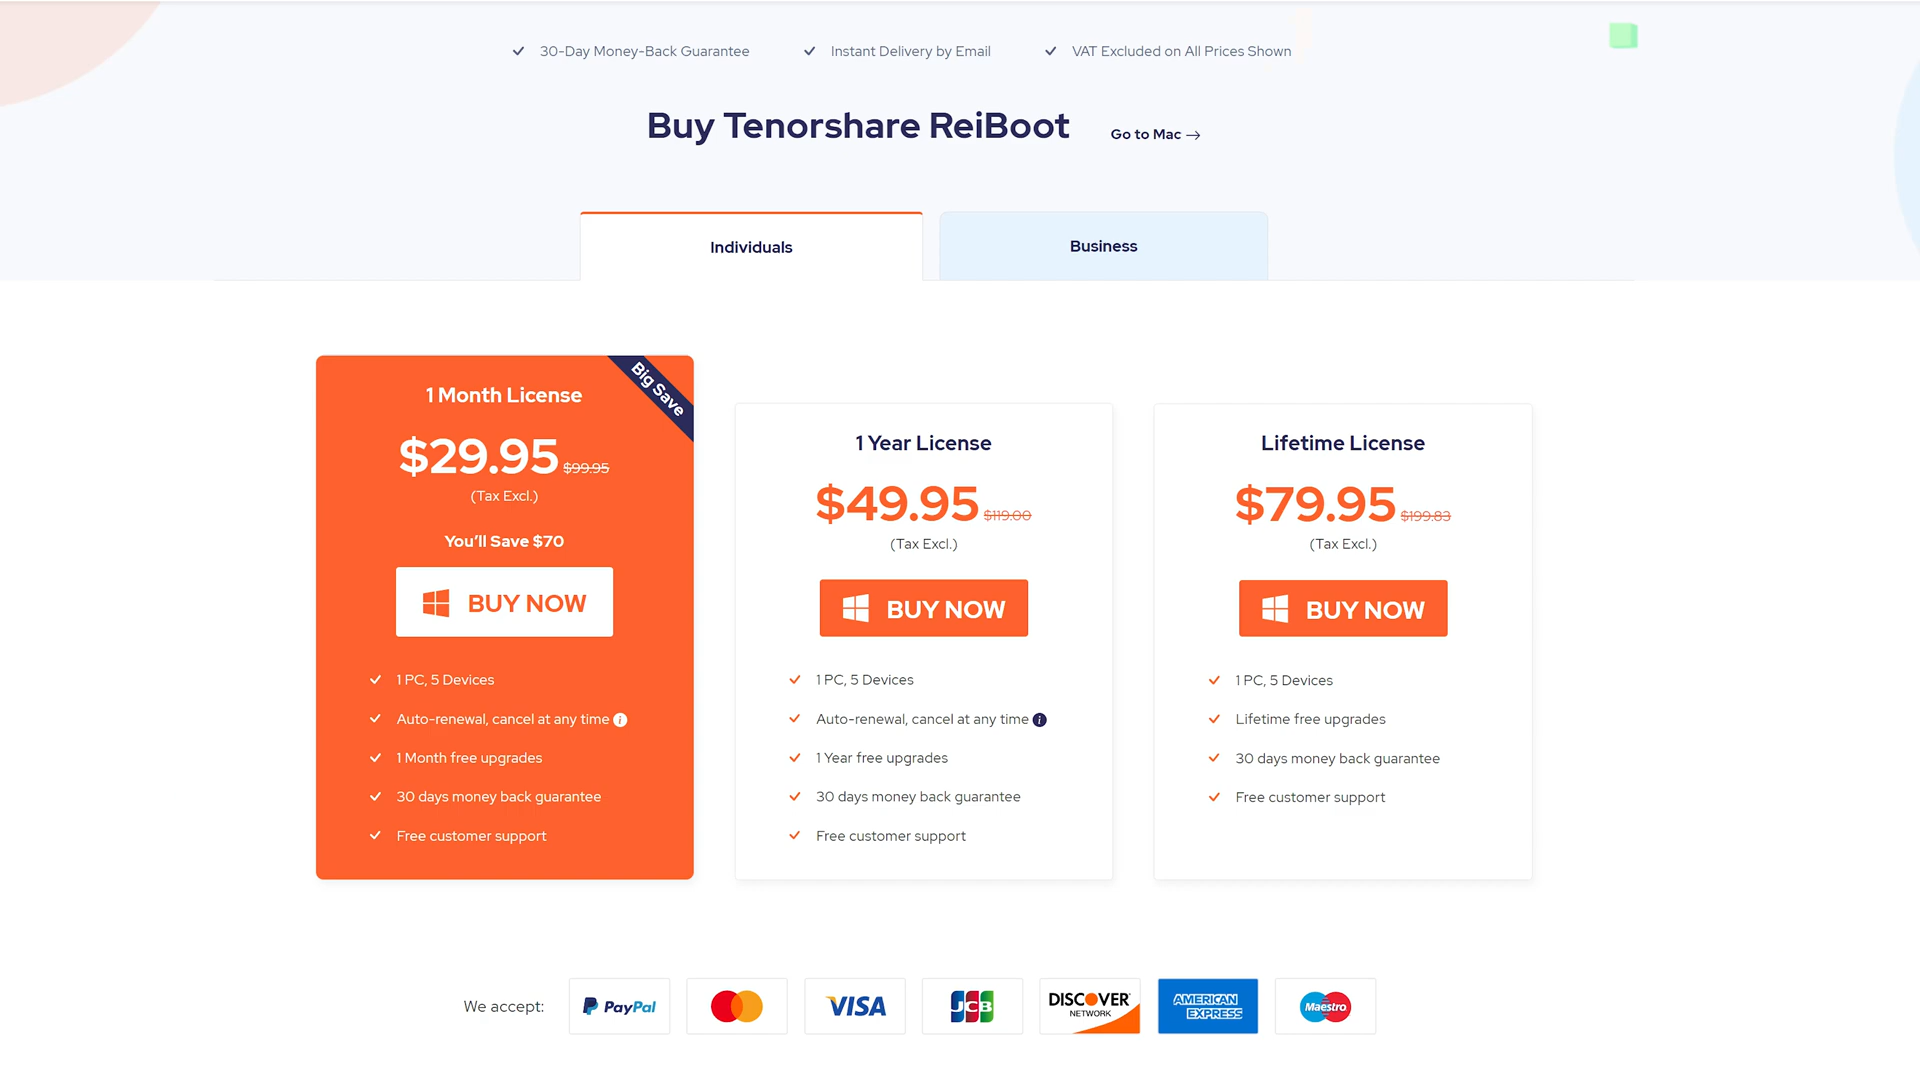 30-Day Money-Back Guarantee
Instant Delivery by Email
VAT Excluded on All Prices Shown
Buy Tenorshare ReiBoot
Go to Mac →
Individuals
Business
Big Save
1 Month License
$29.95 $99.95
(Tax Excl.)
You'll Save $70
BUY NOW
1 PC, 5 Devices
Auto-renewal, cancel at any time i
1 Month free upgrades
30 days money back guarantee
Free customer support
1 Year License
$49.95 $119.00
(Tax Excl.)
BUY NOW
1 PC, 5 Devices
Auto-renewal, cancel at any time i
1 Year free upgrades
30 days money back guarantee
Free customer support
Lifetime License
$79.95 $199.83
(Tax Excl.)
BUY NOW
1 PC, 5 Devices
Lifetime free upgrades
30 days money back guarantee
Free customer support
We accept:
PayPal
VISA
JCB
DISCOVER
NETWORK
AMERICAN
EXPRESS
Maestro